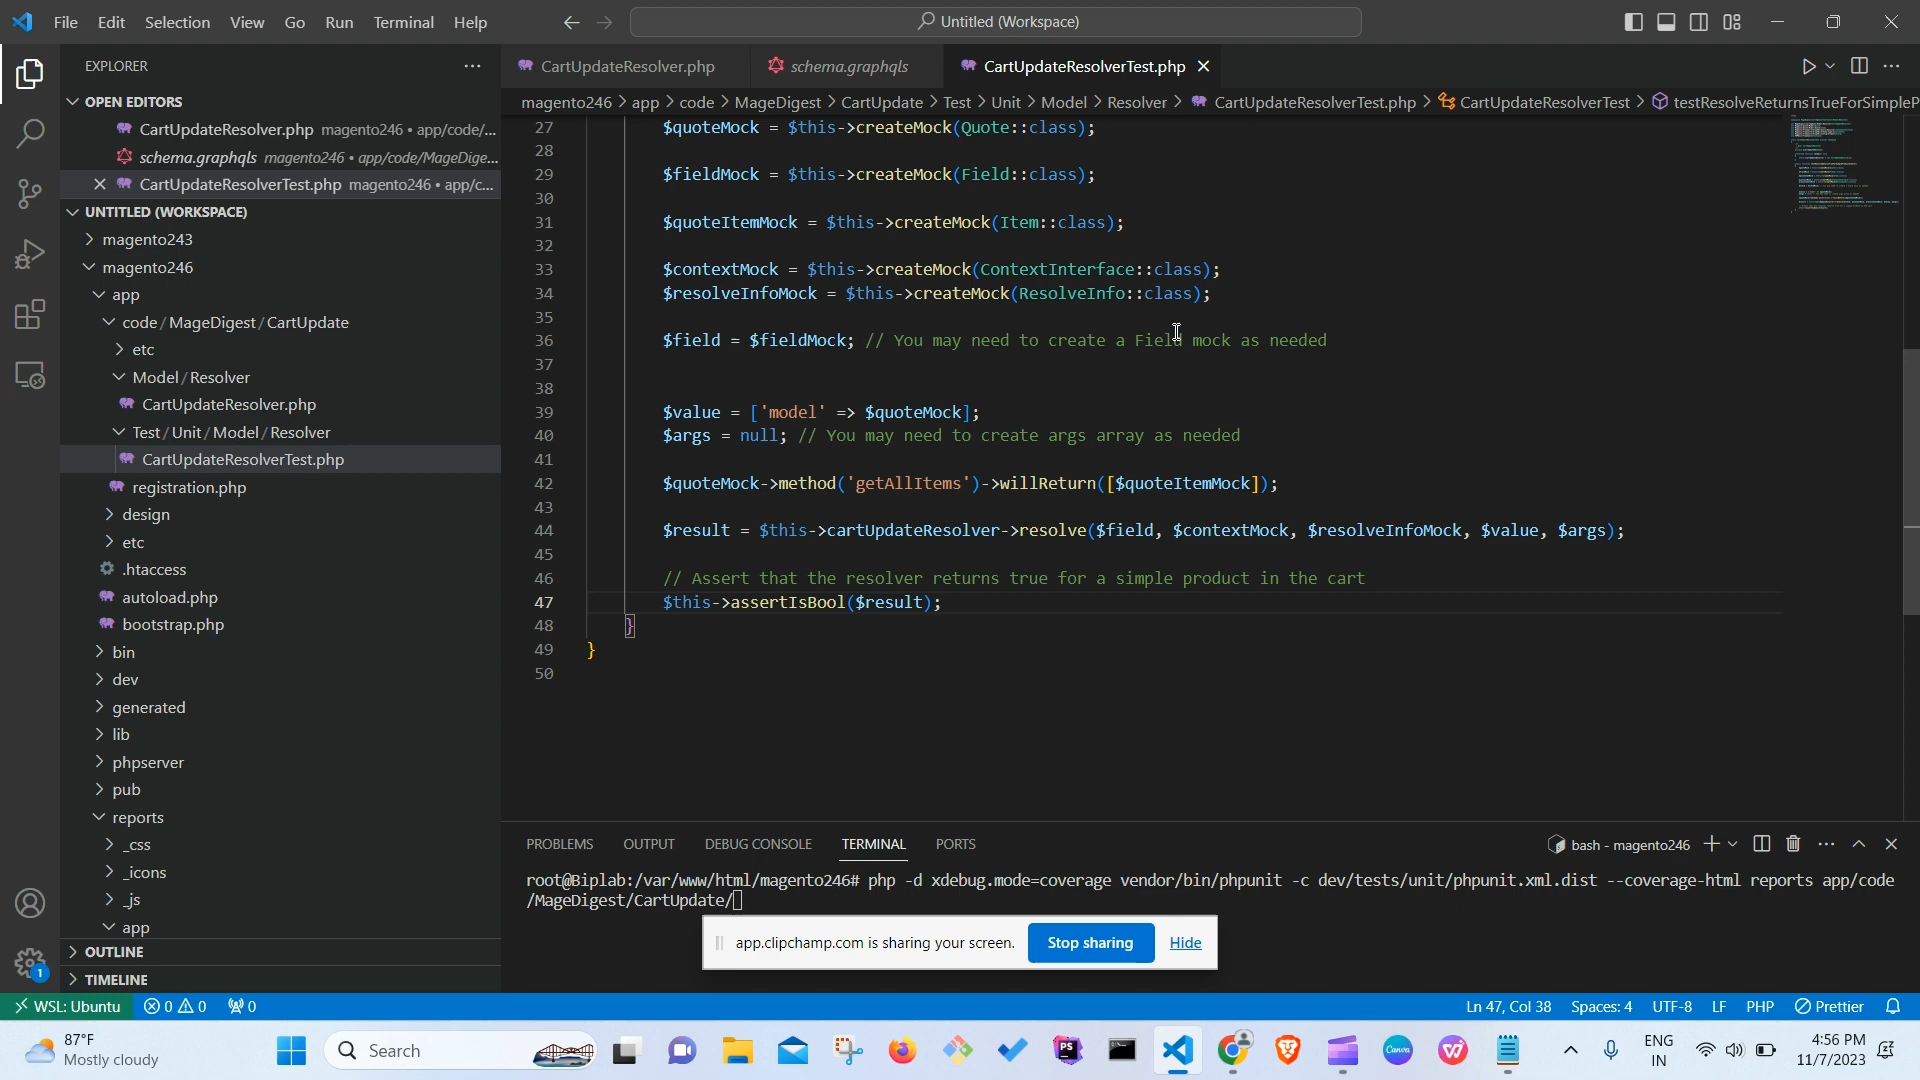 File Edit Selection View Go Run Terminal Help
Untitled (Workspace)
EXPLORER
OPEN EDITORS
CartUpdateResolver.php magento246 • app/code/...
schema.graphqls magento246 • app/code/MageDige...
CartUpdateResolverTest.php magento246 • app/c...
UNTITLED (WORKSPACE)
magento243
magento246
app
code / MageDigest / CartUpdate
etc
Model / Resolver
CartUpdateResolver.php
Test / Unit / Model / Resolver
CartUpdateResolverTest.php
registration.php
design
etc
.htaccess
autoload.php
bootstrap.php
bin
dev
generated
lib
phpserver
pub
reports
_css
_icons
_js
app
OUTLINE
TIMELINE
CartUpdateResolver.php schema.graphqls CartUpdateResolverTest.php
magento246 > app > code > MageDigest > CartUpdate > Test > Unit > Model > Resolver > CartUpdateResolverTest.php > CartUpdateResolverTest > testResolveReturnsTrueForSimpleP
27 $quoteMock = $this->createMock(Quote::class);
28
29 $fieldMock = $this->createMock(Field::class);
30
31 $quoteItemMock = $this->createMock(Item::class);
32
33 $contextMock = $this->createMock(ContextInterface::class);
34 $resolveInfoMock = $this->createMock(ResolveInfo::class);
35
36 $field = $fieldMock; // You may need to create a Field mock as needed
37
38
39 $value = ['model' => $quoteMock];
40 $args = null; // You may need to create args array as needed
41
42 $quoteMock->method('getAllItems')->willReturn([$quoteItemMock]);
43
44 $result = $this->cartUpdateResolver->resolve($field, $contextMock, $resolveInfoMock, $value, $args);
45
46 // Assert that the resolver returns true for a simple product in the cart
47 $this->assertIsBool($result);
48 }
49 }
50
PROBLEMS OUTPUT DEBUG CONSOLE TERMINAL PORTS
bash - magento246
root@Biplab:/var/www/html/magento246# php -d xdebug.mode=coverage vendor/bin/phpunit -c dev/tests/unit/phpunit.xml.dist --coverage-html reports app/code
/MageDigest/CartUpdate/
app.clipchamp.com is sharing your screen. Stop sharing Hide
1
WSL: Ubuntu 0 0 0
Ln 47, Col 38 Spaces: 4 UTF-8 LF PHP Prettier
87°F
Mostly cloudy
Search
PS
Canva
ENG
IN
4:56 PM
11/7/2023